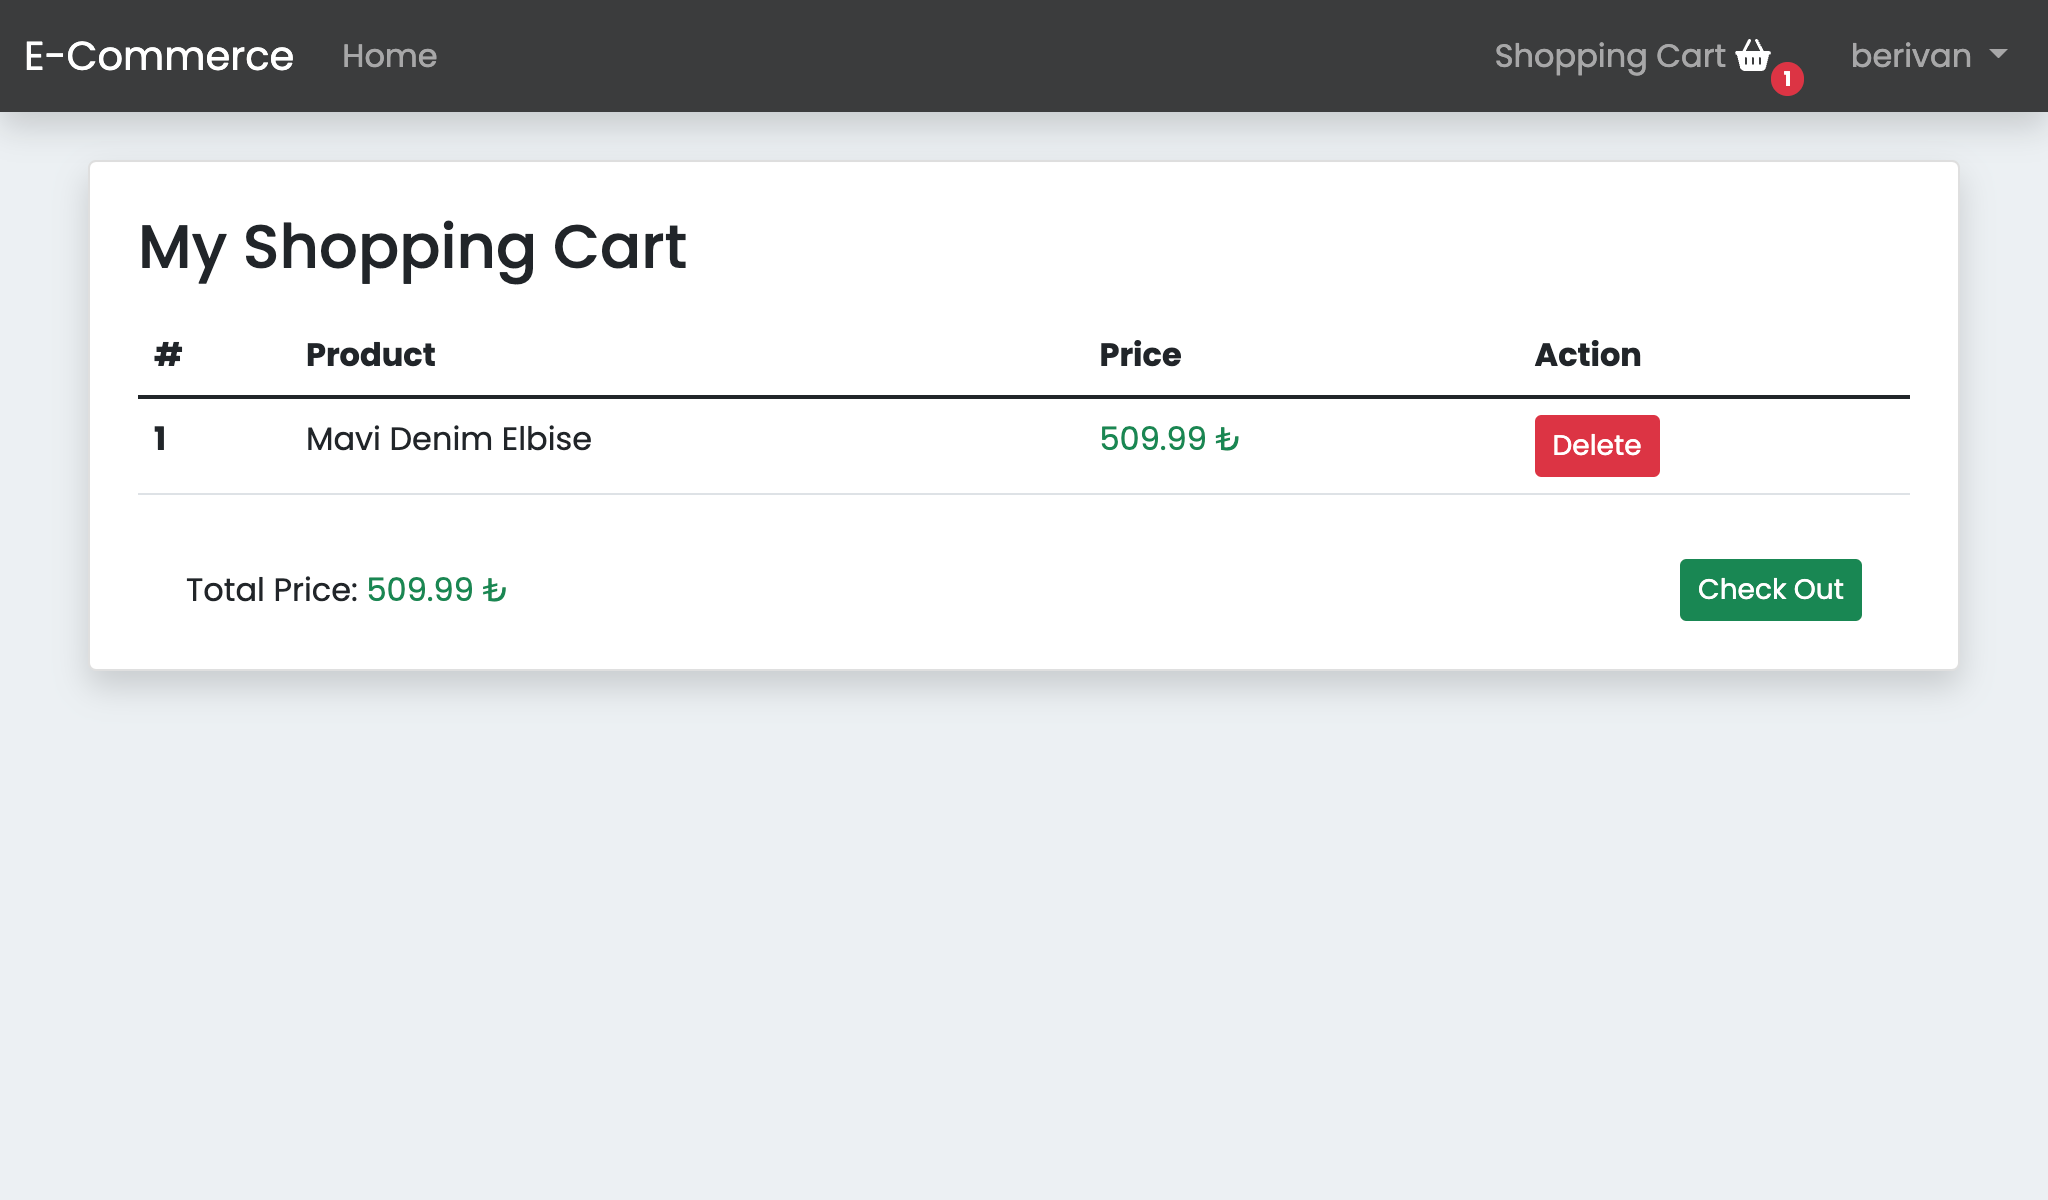 E-Commerce Home Shopping Cart 1 berivan
My Shopping Cart
# Product Price Action
1 Mavi Denim Elbise 509.99 ₺ Delete
Total Price: 509.99 ₺ Check Out